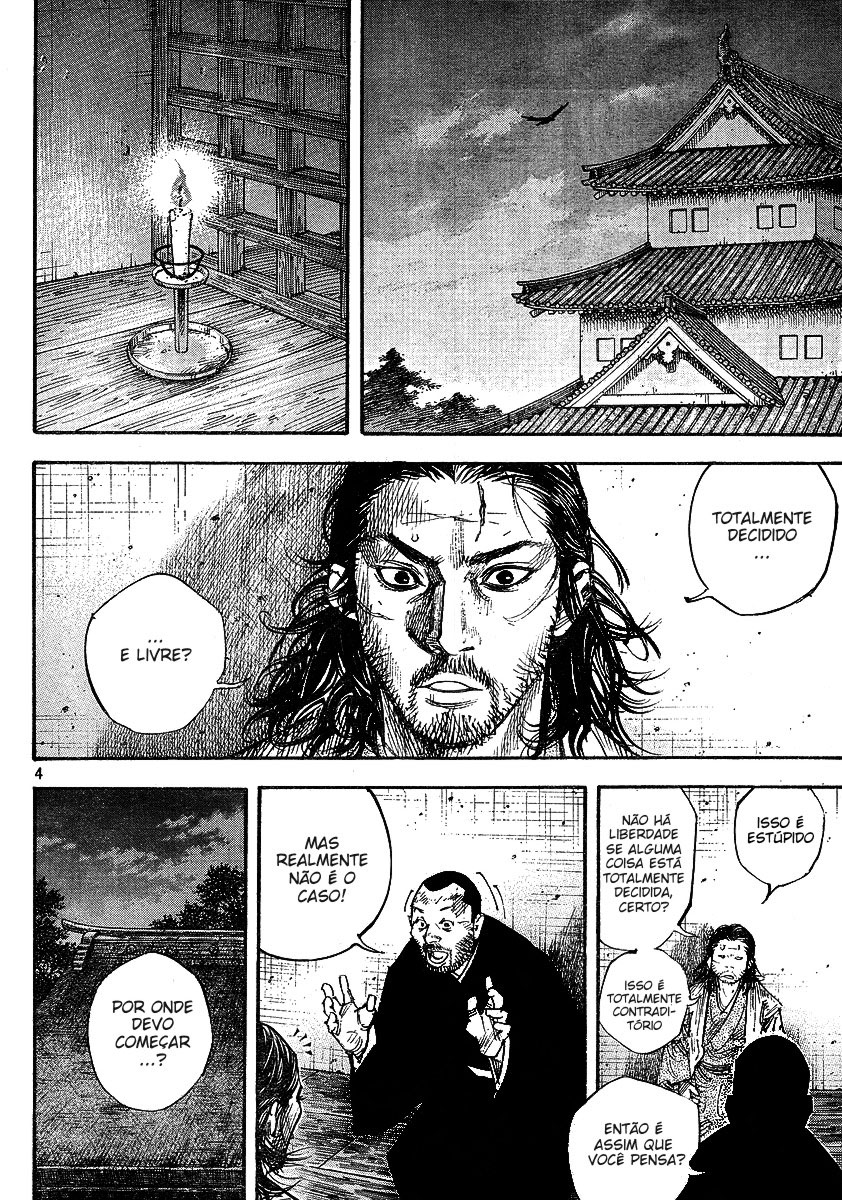 TOTALMENTE
DECIDIDO
...
...
E LIVRE?
4
ISSO É
ESTÚPIDO
NÃO HÁ
LIBERDADE
SE ALGUMA
COISA ESTÁ
TOTALMENTE
DECIDIDA,
CERTO?
ISSO É
TOTALMENTE
CONTRADI-
TÓRIO
ENTÃO É
ASSIM QUE
VOCÊ PENSA?
MAS
REALMENTE
NÃO É O
CASO!
POR ONDE
DEVO
COMEÇAR
...?